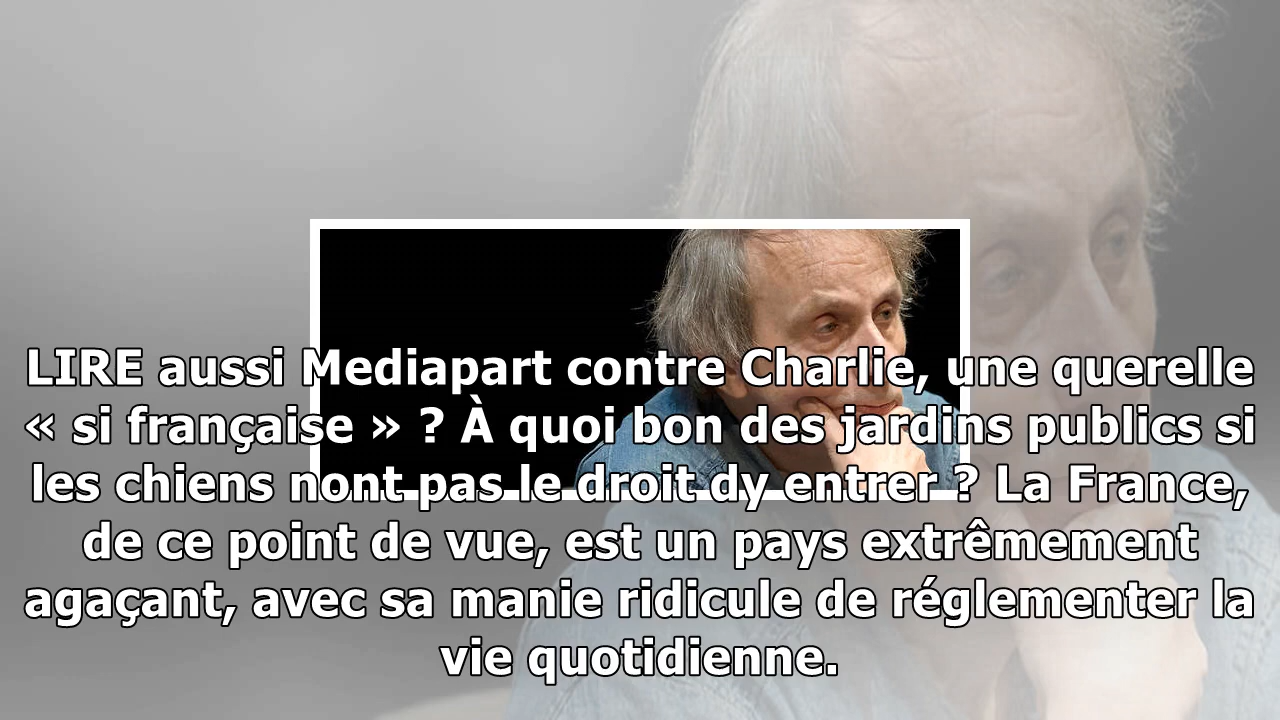 LIRE aussi Mediapart contre Charlie, une querelle
« si française » ? À quoi bon des jardins publics si
les chiens nont pas le droit dy entrer ? La France,
de ce point de vue, est un pays extrêmement
agaçant, avec sa manie ridicule de réglementer la
vie quotidienne.